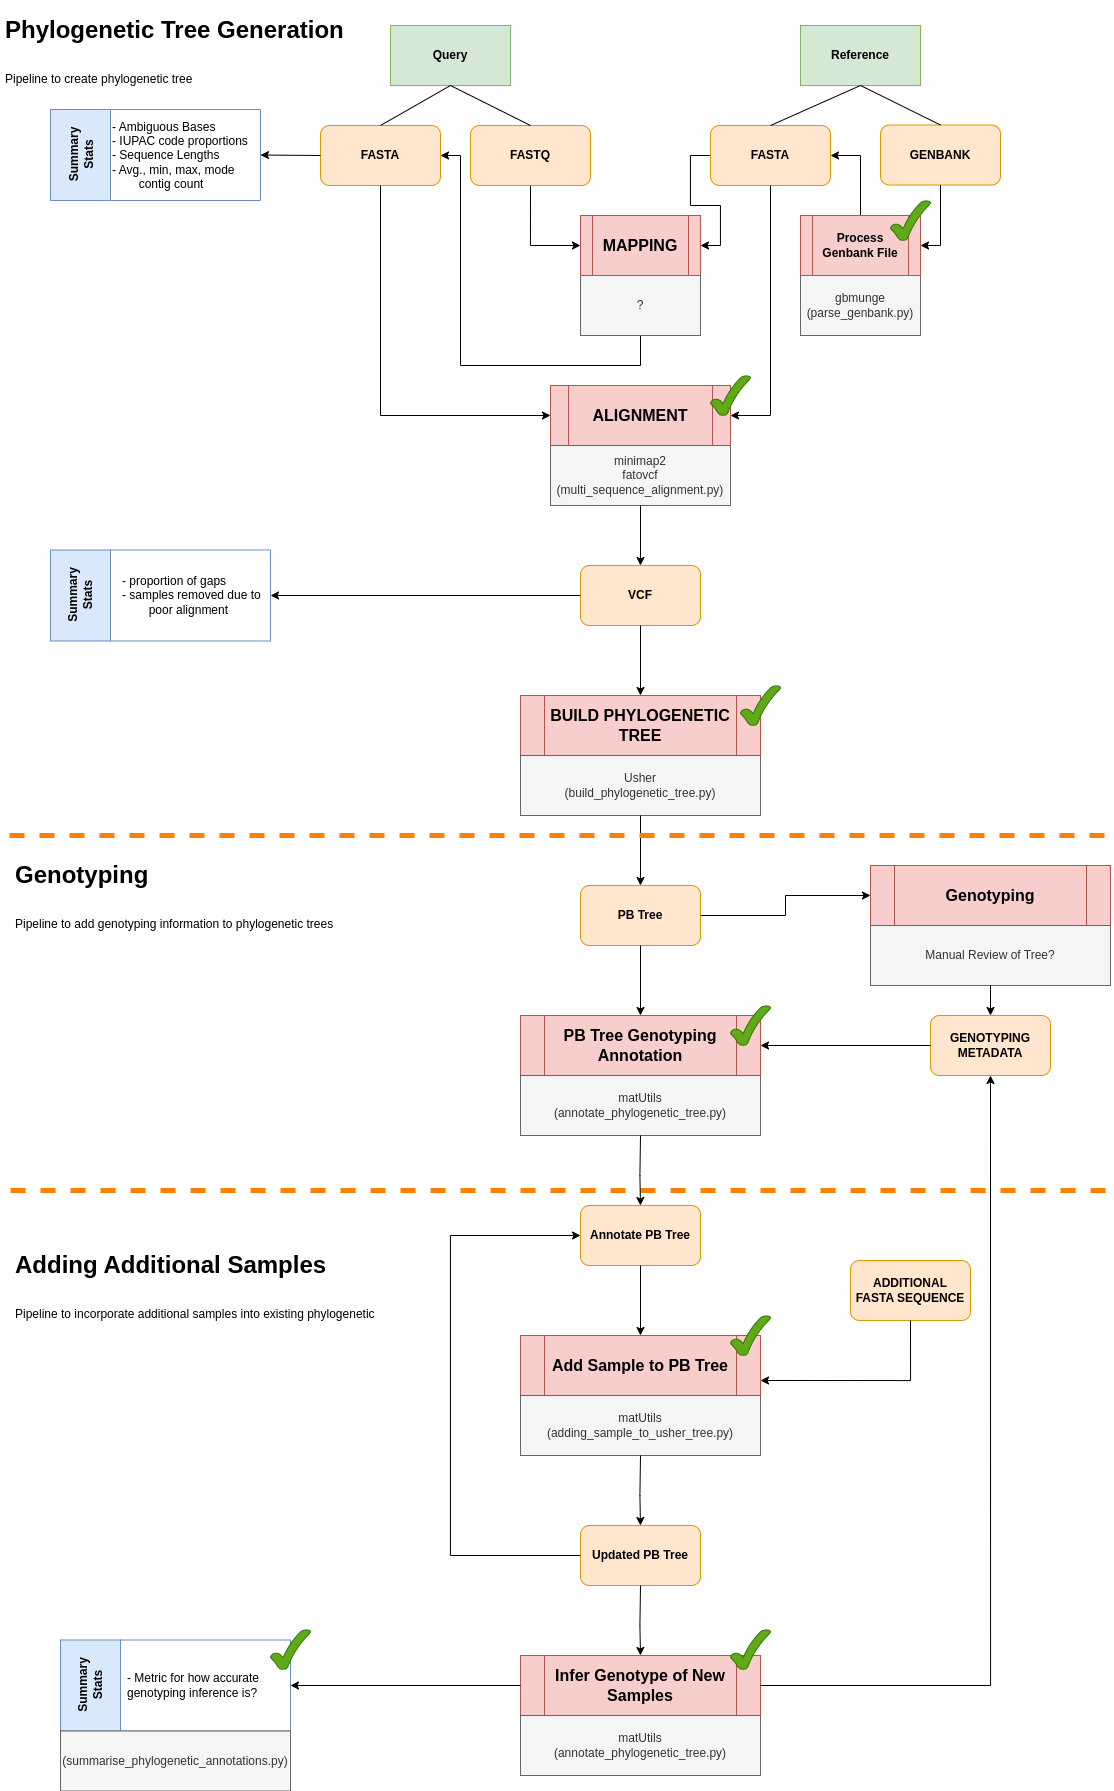 Phylogenetic Tree Generation
Pipeline to create phylogenetic tree
Query
Reference
Summary
Stats
- Ambiguous Bases
- IUPAC code proportions
- Sequence Lengths
- Avg., min, max, mode
contig count
FASTA
FASTQ
FASTA
GENBANK
MAPPING
?
Process
Genbank File
gbmunge
(parse_genbank.py)
ALIGNMENT
minimap2
fatovcf
(multi_sequence_alignment.py)
Summary
Stats
- proportion of gaps
- samples removed due to
poor alignment
VCF
BUILD PHYLOGENETIC
TREE
Usher
(build_phylogenetic_tree.py)
Genotyping
Pipeline to add genotyping information to phylogenetic trees
PB Tree
Genotyping
Manual Review of Tree?
PB Tree Genotyping
Annotation
matUtils
(annotate_phylogenetic_tree.py)
GENOTYPING
METADATA
Annotate PB Tree
Adding Additional Samples
Pipeline to incorporate additional samples into existing phylogenetic
ADDITIONAL
FASTA SEQUENCE
Add Sample to PB Tree
matUtils
(adding_sample_to_usher_tree.py)
Updated PB Tree
Summary
Stats
- Metric for how accurate
genotyping inference is?
(summarise_phylogenetic_annotations.py)
Infer Genotype of New
Samples
matUtils
(annotate_phylogenetic_tree.py)